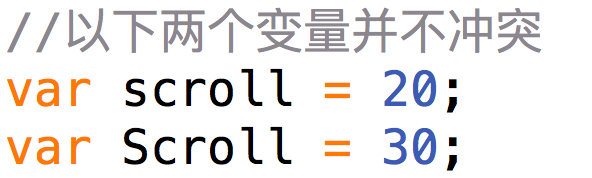 //以下两个变量并不冲突
var scroll = 20;
var Scroll = 30;